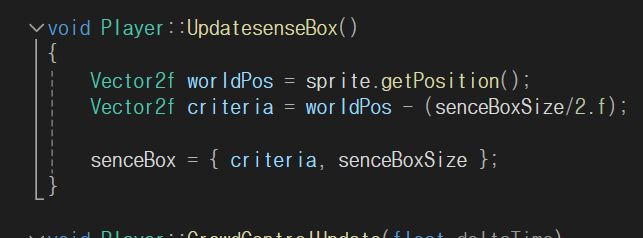 void Player::UpdatesenseBox()
{
Vector2f worldPos = sprite.getPosition();
Vector2f criteria = worldPos - (senceBoxSize/2.f);
senceBox = { criteria, senceBoxSize };
}
void Player::CrowdControlUpdate(float deltaTime)